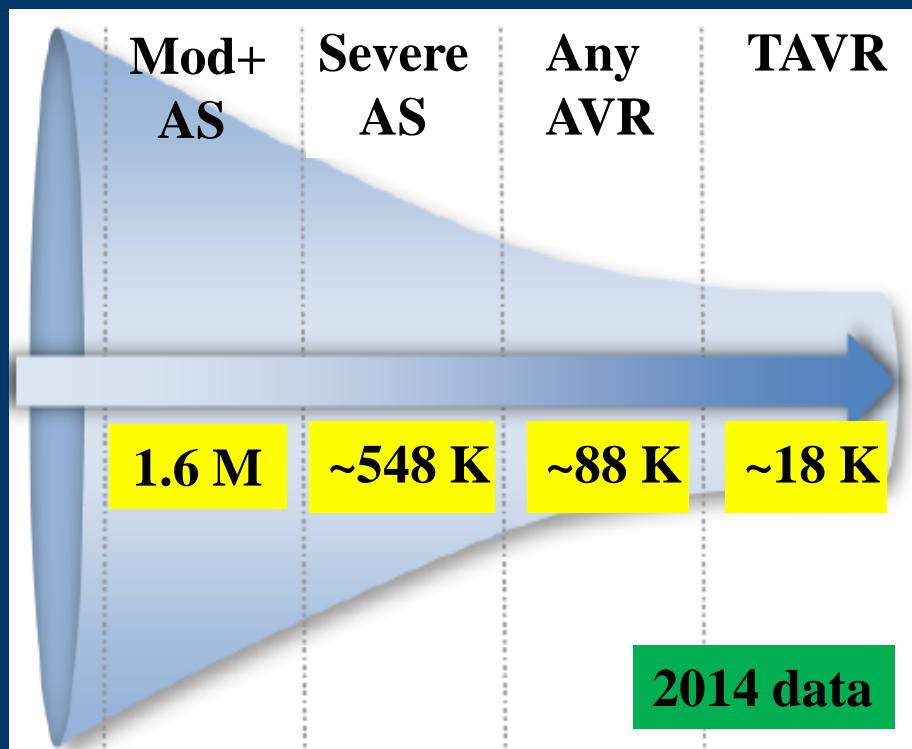 Mod+
AS
Severe
AS
Any
AVR
TAVR
1.6 M
~548 K
~88 K
~18 K
2014 data